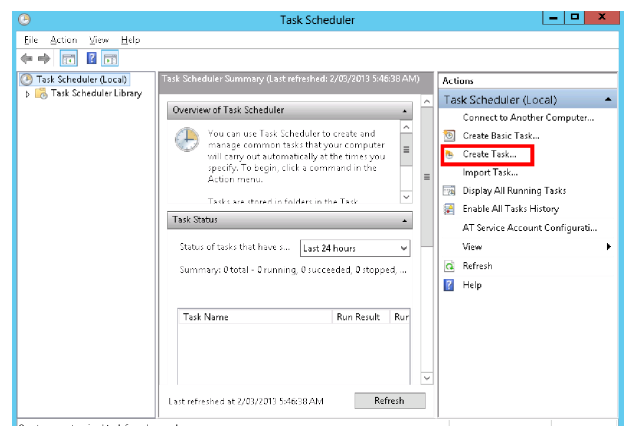 Task Scheduler
File Action View Help
Task Scheduler (Local)
Task Scheduler Library
Task Scheduler Summary (Last refreshed: 2/03/2013 5:46:38 AM)
Overview of Task Scheduler
You can use Task Scheduler to create and
manage common tasks that your computer
will carry out automatically at the times you
specify. To begin, click a command in the
Action menu.
Tasks are stored in folders in the Task
Task Status
Status of tasks that have s... Last 24 hours
Summary: 0 total - 0 running, 0 succeeded, 0 stopped, ...
Task Name Run Result Run
Last refreshed at 2/03/2013 5:46:38 AM Refresh
Actions
Task Scheduler (Local)
Connect to Another Computer...
Create Basic Task...
Create Task...
Import Task...
Display All Running Tasks
Enable All Tasks History
AT Service Account Configurati...
View
Refresh
Help